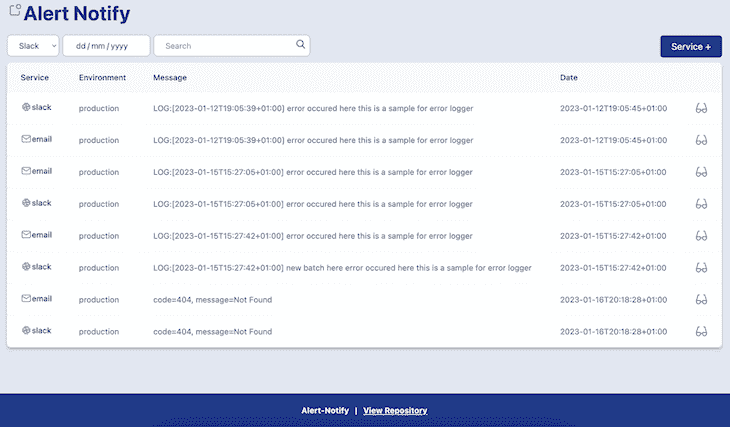 Alert Notify
Slack dd/mm/yyyy Search Service +
Service Environment Message Date
slack production LOG:[2023-01-12T19:05:39+01:00] error occured here this is a sample for error logger 2023-01-12T19:05:45+01:00
email production LOG:[2023-01-12T19:05:39+01:00] error occured here this is a sample for error logger 2023-01-12T19:05:45+01:00
email production LOG:[2023-01-15T15:27:05+01:00] error occured here this is a sample for error logger 2023-01-15T15:27:05+01:00
slack production LOG:[2023-01-15T15:27:05+01:00] error occured here this is a sample for error logger 2023-01-15T15:27:05+01:00
email production LOG:[2023-01-15T15:27:42+01:00] error occured here this is a sample for error logger 2023-01-15T15:27:42+01:00
slack production LOG:[2023-01-15T15:27:42+01:00] new batch here error occured here this is a sample for error logger 2023-01-15T15:27:42+01:00
email production code=404, message=Not Found 2023-01-16T20:18:28+01:00
slack production code=404, message=Not Found 2023-01-16T20:18:28+01:00
Alert-Notify | View Repository